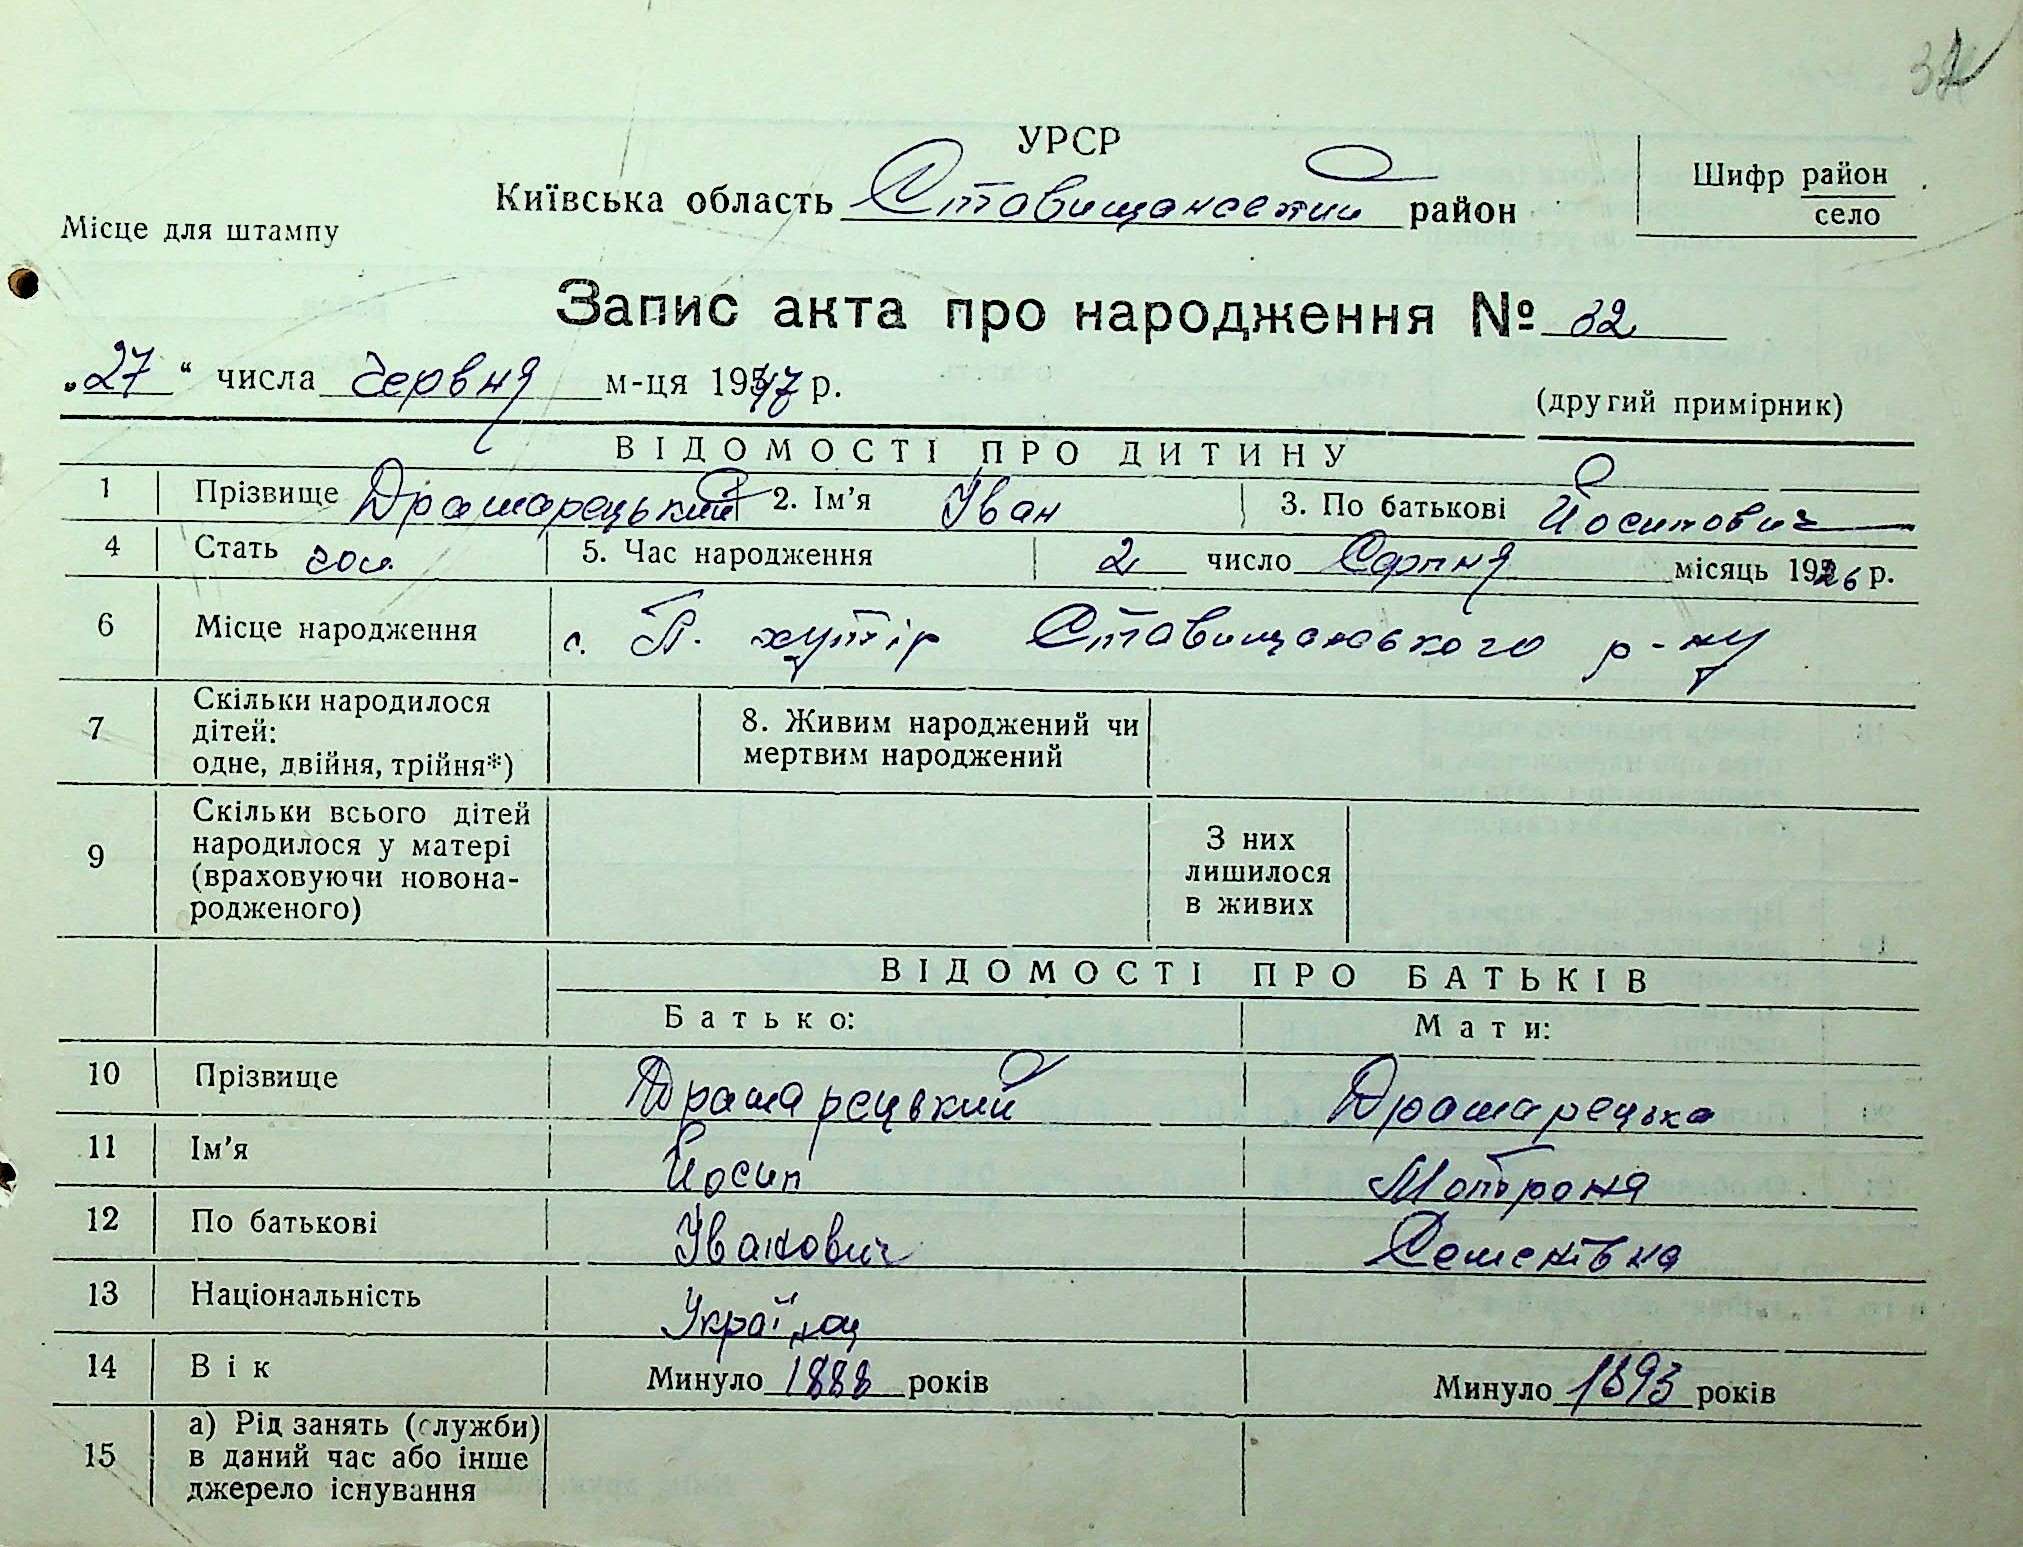 УРСР
Київська область Ставищанський район
Шифр район
село
Місце для штампу
Запис акта про народження № 32
„27“ числа червня м-ця 1947 р.
(другий примірник)
ВІДОМОСТІ ПРО ДИТИНУ
1 Прізвище Драшарецький 2. Ім’я Іван 3. По батькові Йосипович
4 Стать чол. 5. Час народження 2 число Серпня місяць 1926 р.
6 Місце народження с. П. хутір Ставищанського р-ну
7 Скільки народилося
дітей:
одне, двійня, трійня*)
8. Живим народжений чи
мертвим народжений
9 Скільки всього дітей
народилося у матері
(враховуючи новона-
родженого)
З них
лишилося
в живих
ВІДОМОСТІ ПРО БАТЬКІВ
Батько: Мати:
10 Прізвище Драшарецький Драшарецька
11 Ім’я Йосип Мотрона
12 По батькові Іванович Семенівна
13 Національність Українец
14 Вік Минуло 1888 років Минуло 1893 років
15 а) Рід занять (служби)
в даний час або інше
джерело існування